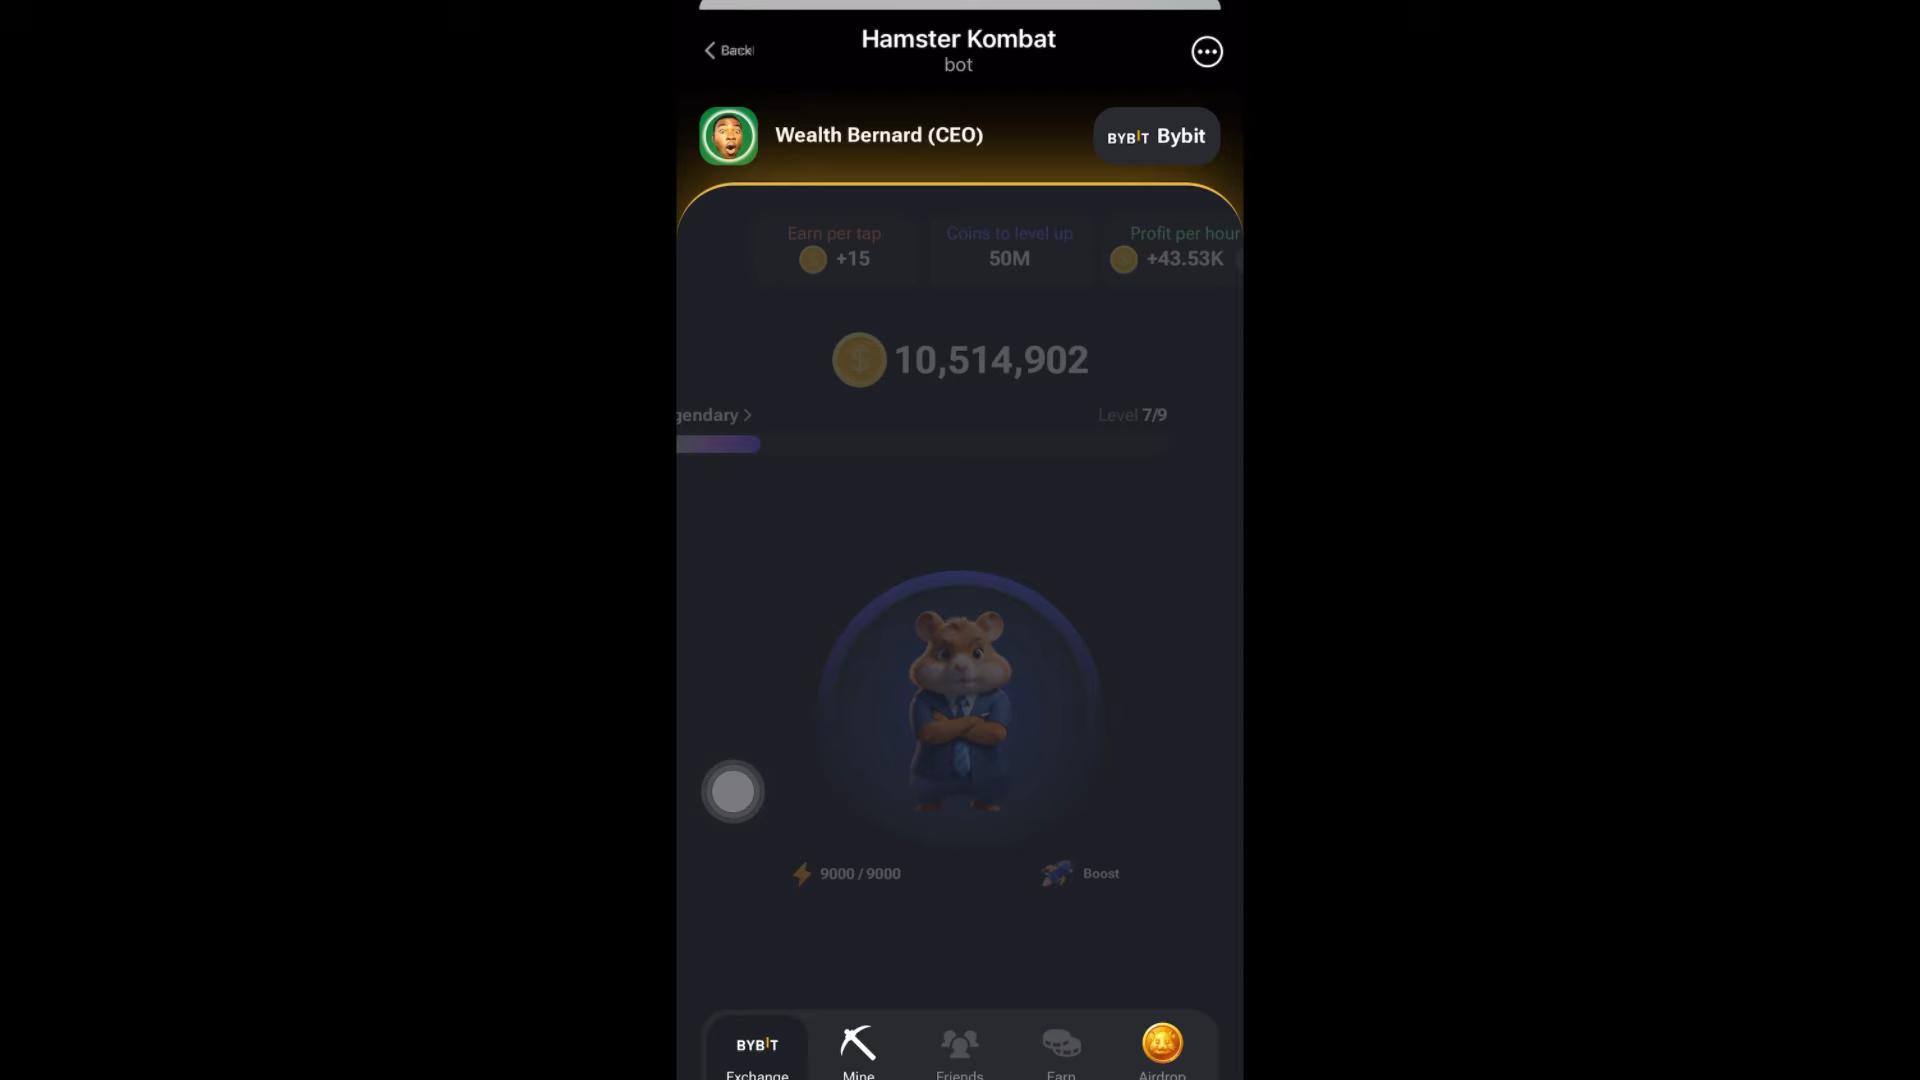 Back
Hamster Kombat
bot
Wealth Bernard (CEO)
BYBIT Bybit
Earn per tap
+15
Coins to level up
50M
Profit per hour
+43.53K
10,514,902
gendary >
Level 7/9
9000 / 9000
Boost
BYBIT
Exchange
Mine
Friends
Earn
Airdrop